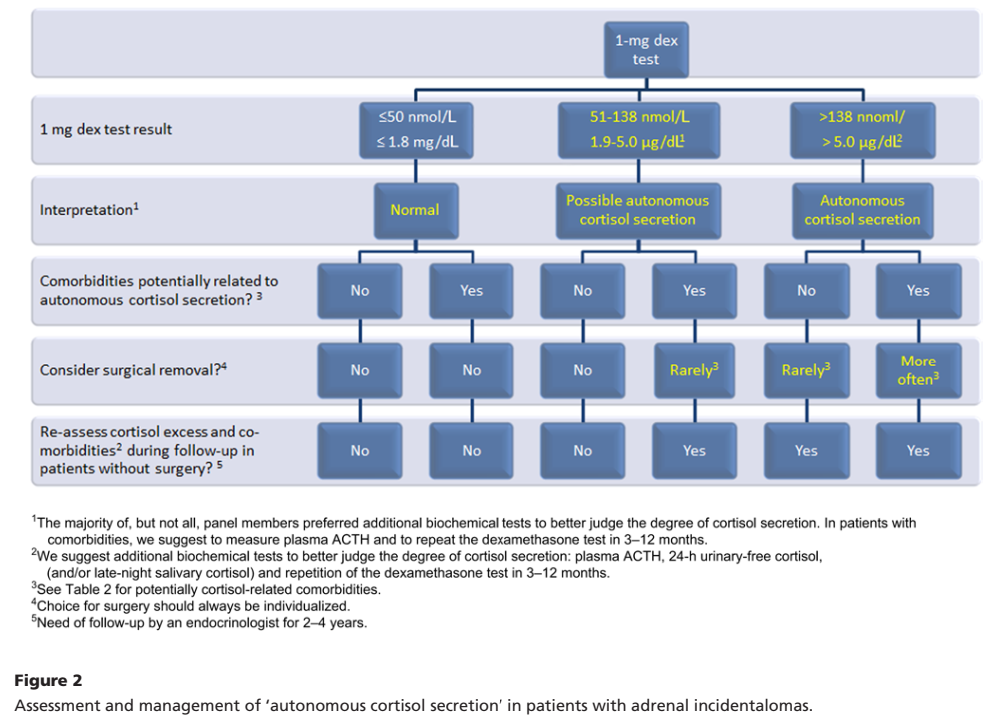 1-mg dex
test
1 mg dex test result
≤50 nmol/L
≤ 1.8 mg/dL
51-138 nmol/L
1.9-5.0 µg/dL¹
>138 nnoml/
> 5.0 µg/dL²
Interpretation¹
Normal
Possible autonomous
cortisol secretion
Autonomous
cortisol secretion
Comorbidities potentially related to
autonomous cortisol secretion? ³
No
Yes
No
Yes
No
Yes
Consider surgical removal?⁴
No
No
No
Rarely³
Rarely³
More
often³
Re-assess cortisol excess and co-
morbidities² during follow-up in
patients without surgery? ⁵
No
No
No
Yes
Yes
Yes
¹The majority of, but not all, panel members preferred additional biochemical tests to better judge the degree of cortisol secretion. In patients with
comorbidities, we suggest to measure plasma ACTH and to repeat the dexamethasone test in 3–12 months.
²We suggest additional biochemical tests to better judge the degree of cortisol secretion: plasma ACTH, 24-h urinary-free cortisol,
(and/or late-night salivary cortisol) and repetition of the dexamethasone test in 3–12 months.
³See Table 2 for potentially cortisol-related comorbidities.
⁴Choice for surgery should always be individualized.
⁵Need of follow-up by an endocrinologist for 2–4 years.
Figure 2
Assessment and management of ‘autonomous cortisol secretion’ in patients with adrenal incidentalomas.